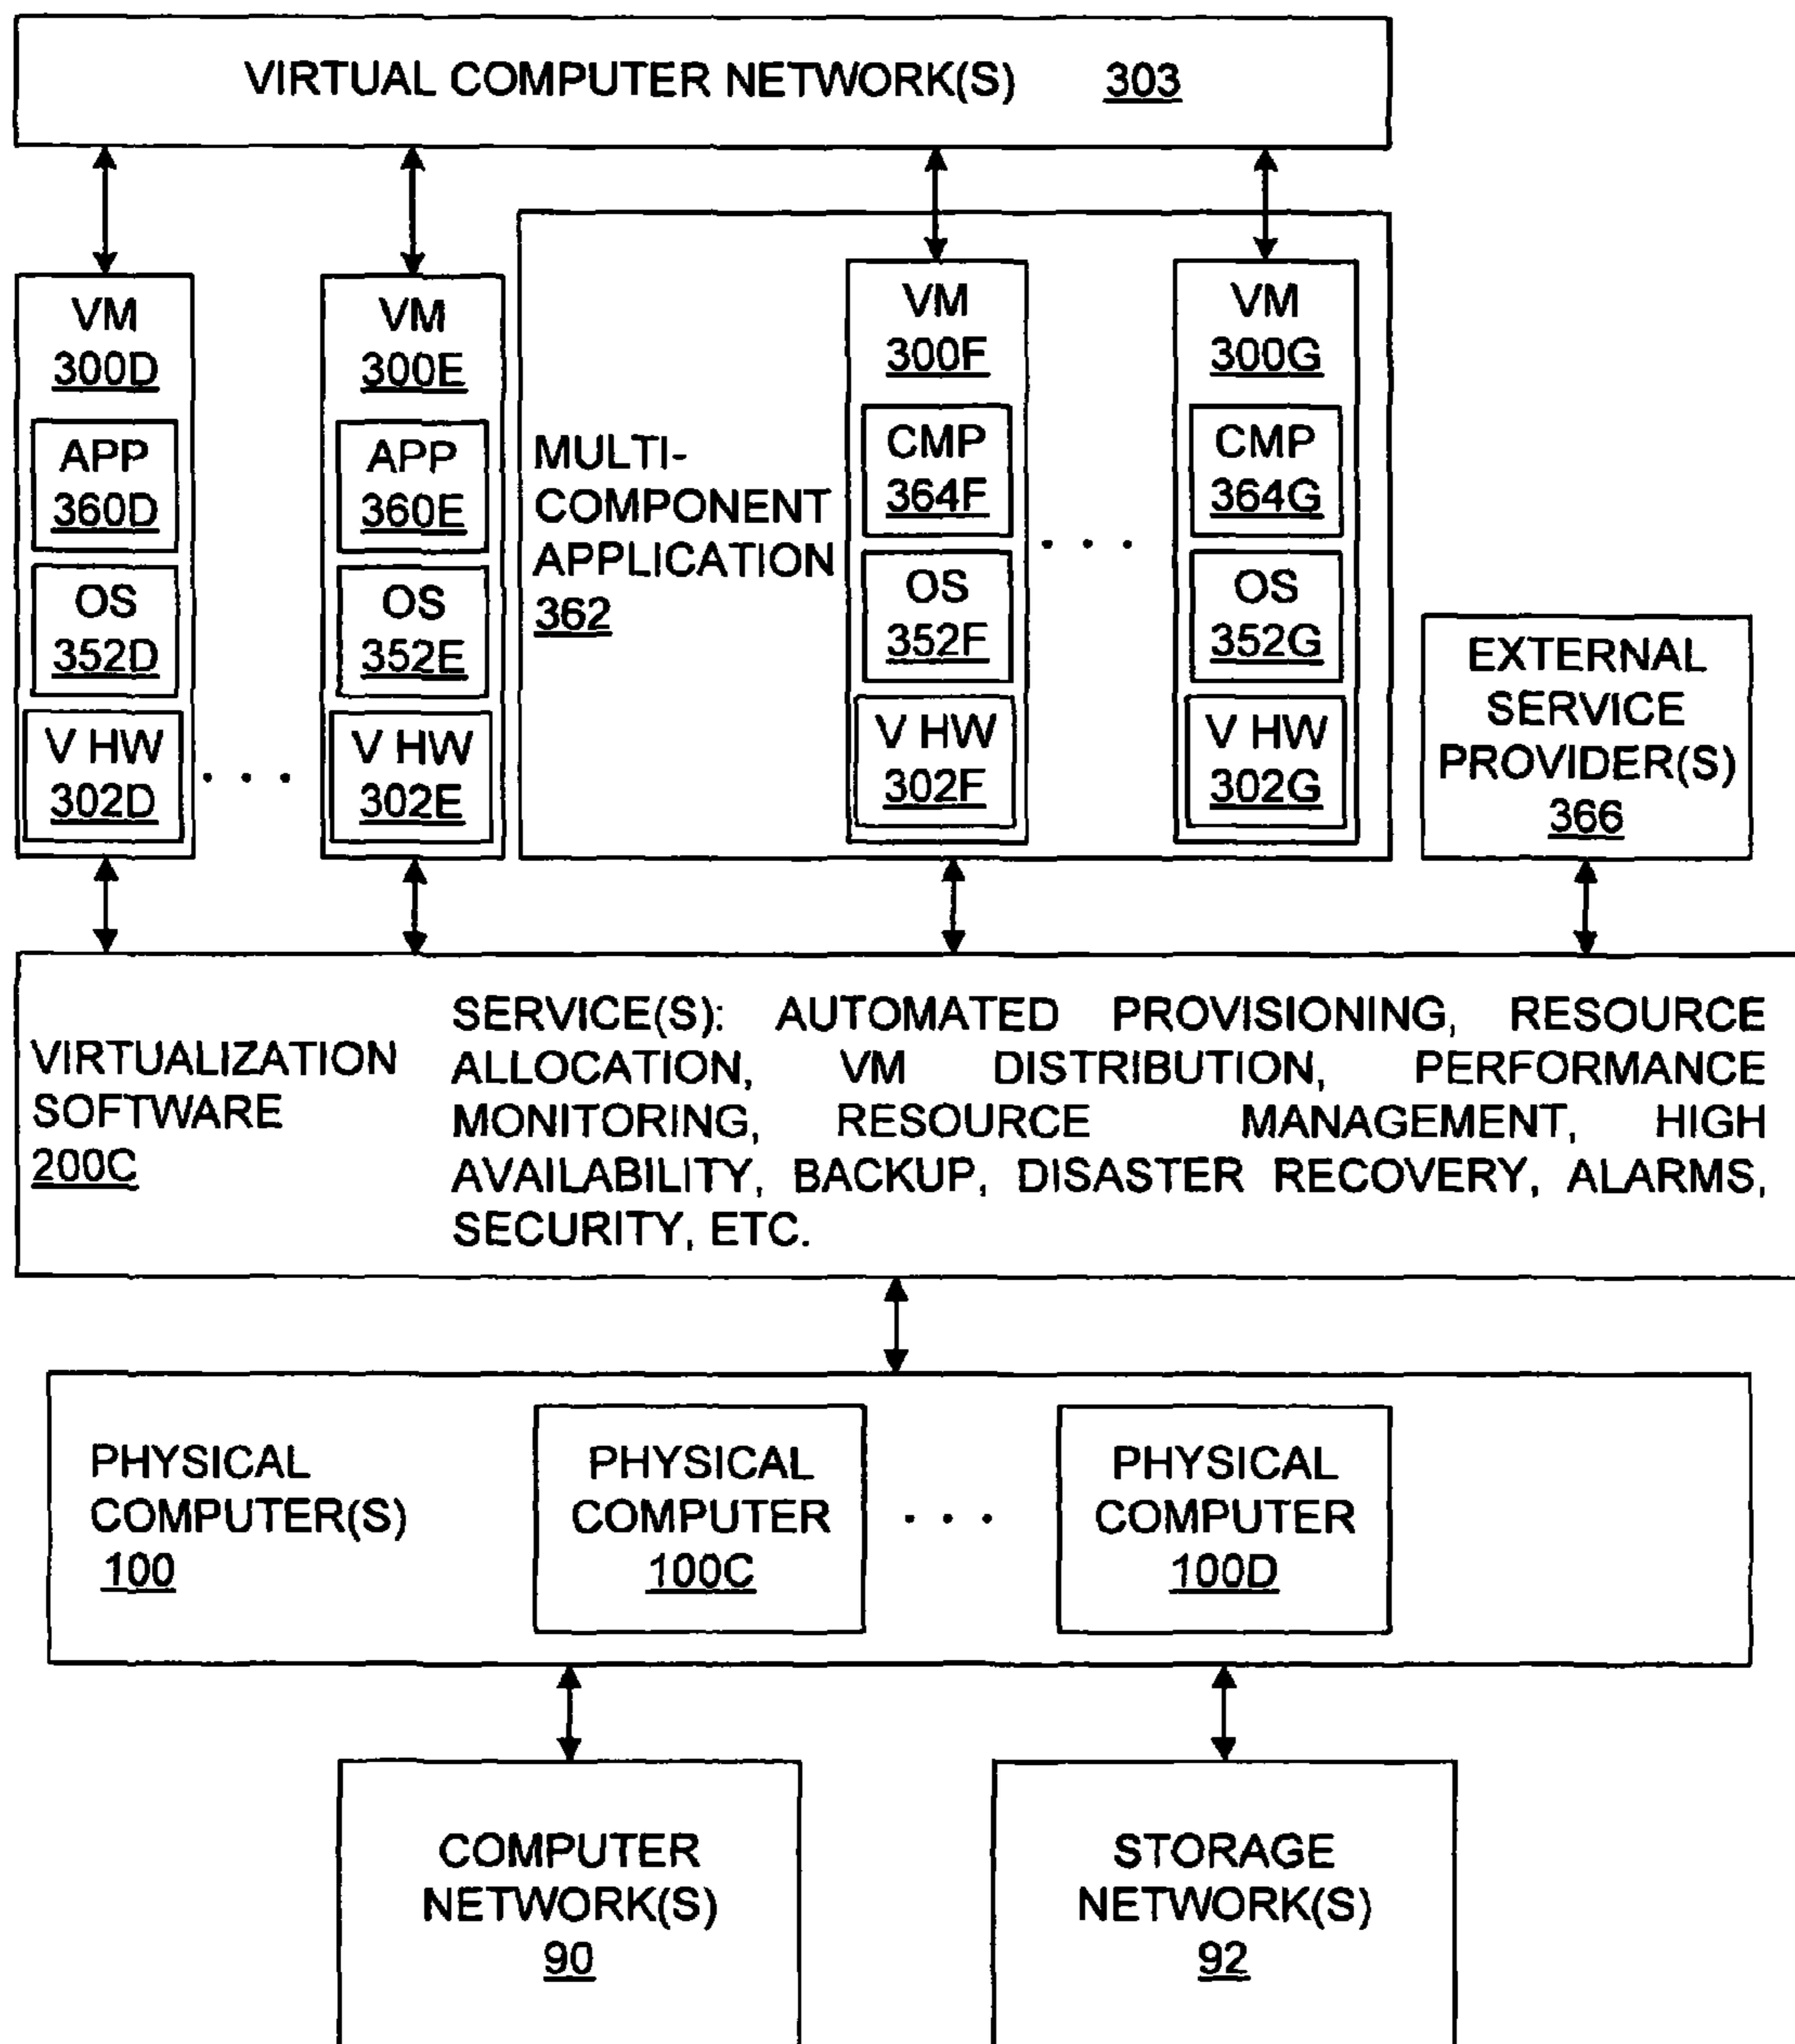 VIRTUAL COMPUTER NETWORK(S) 303
VM
300D
APP
360D
OS
352D
V HW
302D
. . .
VM
300E
APP
360E
OS
352E
V HW
302E
MULTI-
COMPONENT
APPLICATION
362
VM
300F
CMP
364F
OS
352F
V HW
302F
. . .
VM
300G
CMP
364G
OS
352G
V HW
302G
EXTERNAL
SERVICE
PROVIDER(S)
366
VIRTUALIZATION
SOFTWARE
200C
SERVICE(S): AUTOMATED PROVISIONING, RESOURCE
ALLOCATION, VM DISTRIBUTION, PERFORMANCE
MONITORING, RESOURCE MANAGEMENT, HIGH
AVAILABILITY, BACKUP, DISASTER RECOVERY, ALARMS,
SECURITY, ETC.
PHYSICAL
COMPUTER(S)
100
PHYSICAL
COMPUTER
100C
. . .
PHYSICAL
COMPUTER
100D
COMPUTER
NETWORK(S)
90
STORAGE
NETWORK(S)
92